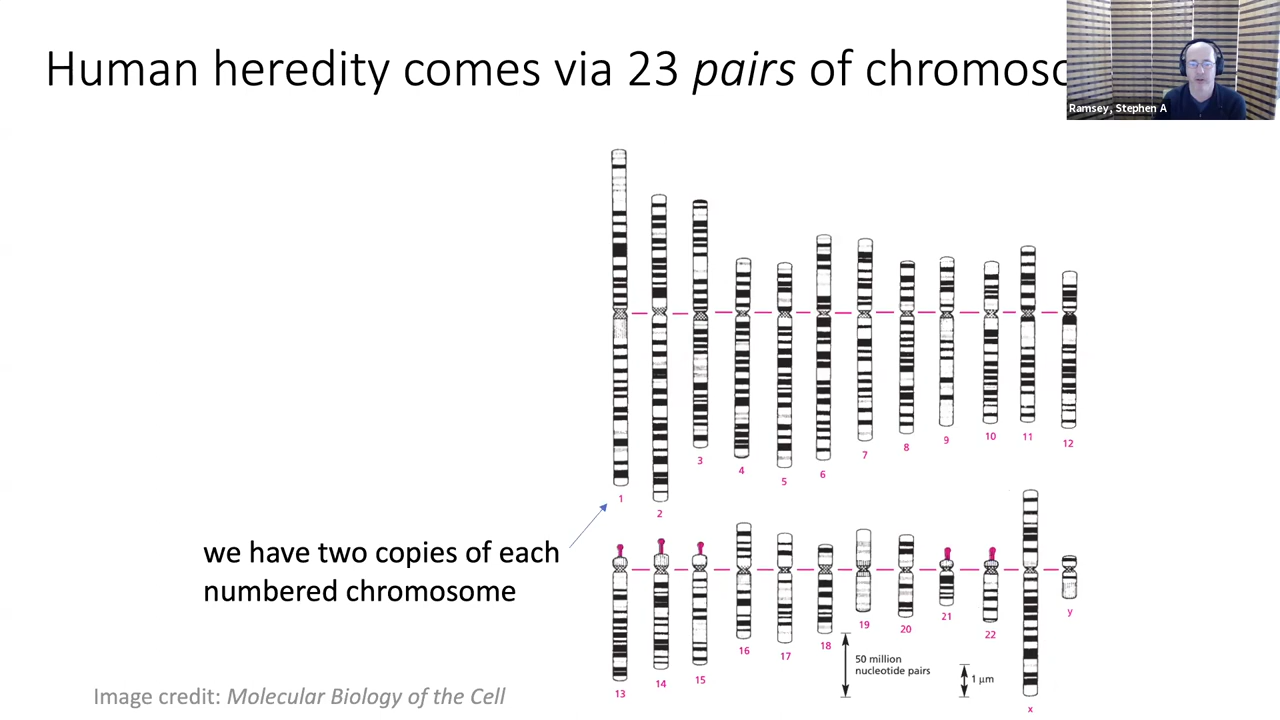 Human heredity comes via 23 pairs of chromoso
Ramsey, Stephen A
1
2
3
4
5
6
7
8
9
10
11
12
we have two copies of each
numbered chromosome
13
14
15
16
17
18
19
20
21
22
x
y
50 million
nucleotide pairs
1 μm
Image credit: Molecular Biology of the Cell